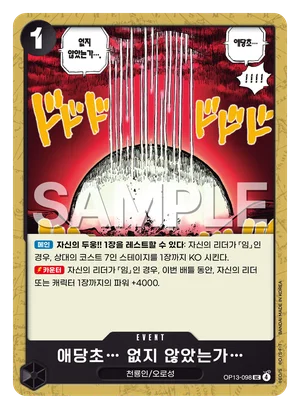 1
없지
않았는가…
애당초…
!!!!
SAMPLE
메인 자신의 두웅!! 1장을 레스트할 수 있다: 자신의 리더가 「임」인
경우, 상대의 코스트 7인 스테이지를 1장까지 KO 시킨다.
카운터 자신의 리더가 「임」인 경우, 이번 배틀 동안, 자신의 리더
또는 캐릭터 1장까지의 파워 +4000.
EVENT
애당초… 없지 않았는가…
천룡인/오로성
OP13-098 UC 4
BANDAI MADE IN KOREA